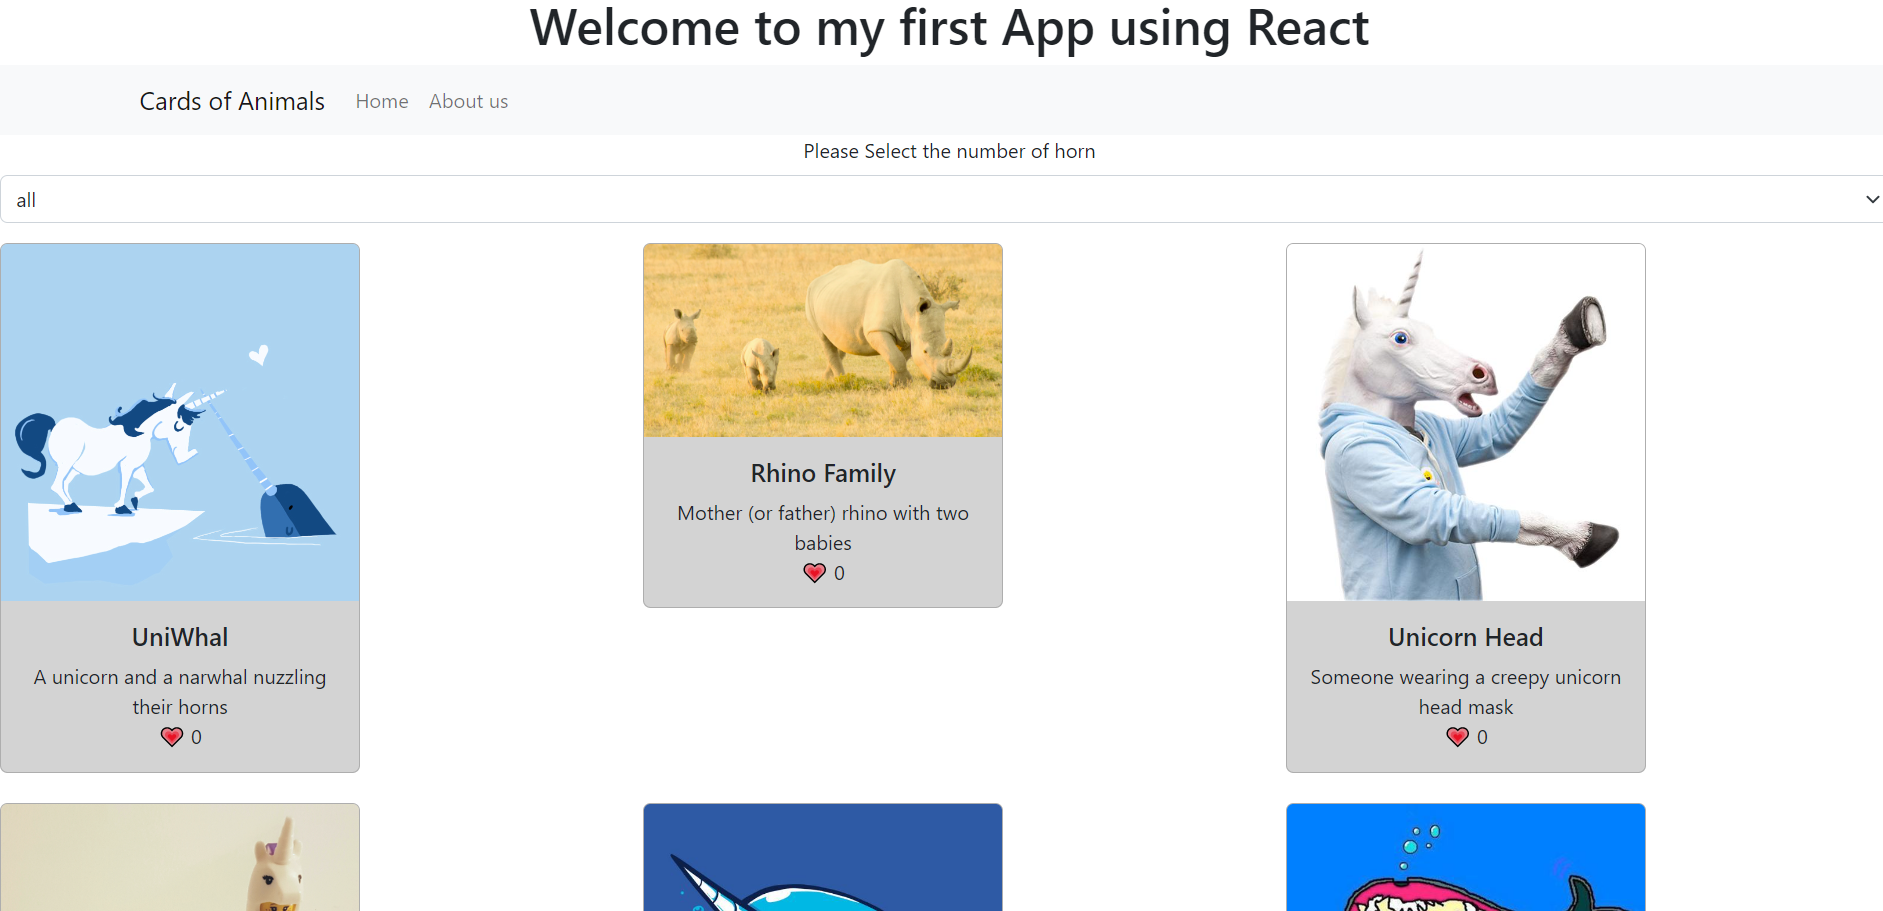 Welcome to my first App using React
Cards of Animals Home About us
Please Select the number of horn
all
UniWhal
A unicorn and a narwhal nuzzling
their horns
0
Rhino Family
Mother (or father) rhino with two
babies
0
Unicorn Head
Someone wearing a creepy unicorn
head mask
0